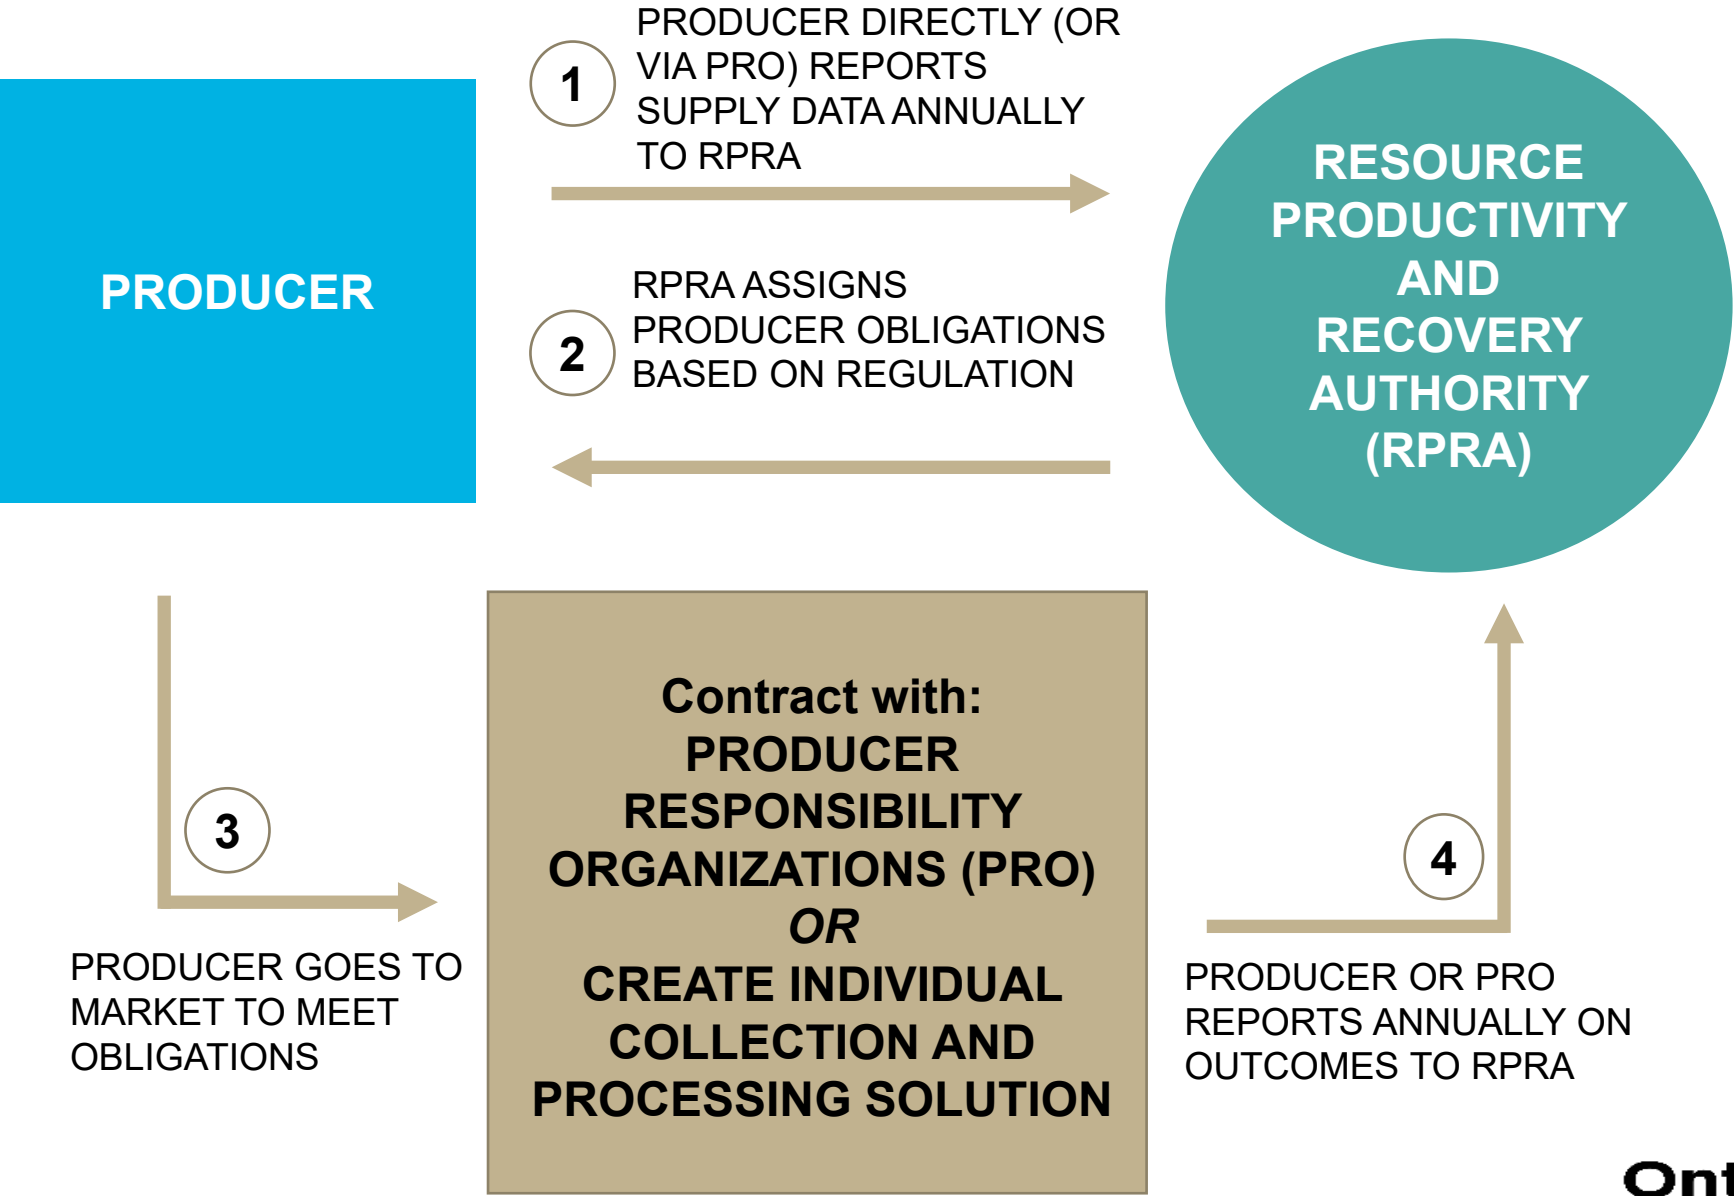 PRODUCER DIRECTLY (OR
VIA PRO) REPORTS
SUPPLY DATA ANNUALLY
TO RPRA
1
PRODUCER
RESOURCE
PRODUCTIVITY
AND
RECOVERY
AUTHORITY
(RPRA)
RPRA ASSIGNS
PRODUCER OBLIGATIONS
BASED ON REGULATION
2
3
PRODUCER GOES TO
MARKET TO MEET
OBLIGATIONS
Contract with:
PRODUCER
RESPONSIBILITY
ORGANIZATIONS (PRO)
OR
CREATE INDIVIDUAL
COLLECTION AND
PROCESSING SOLUTION
4
PRODUCER OR PRO
REPORTS ANNUALLY ON
OUTCOMES TO RPRA